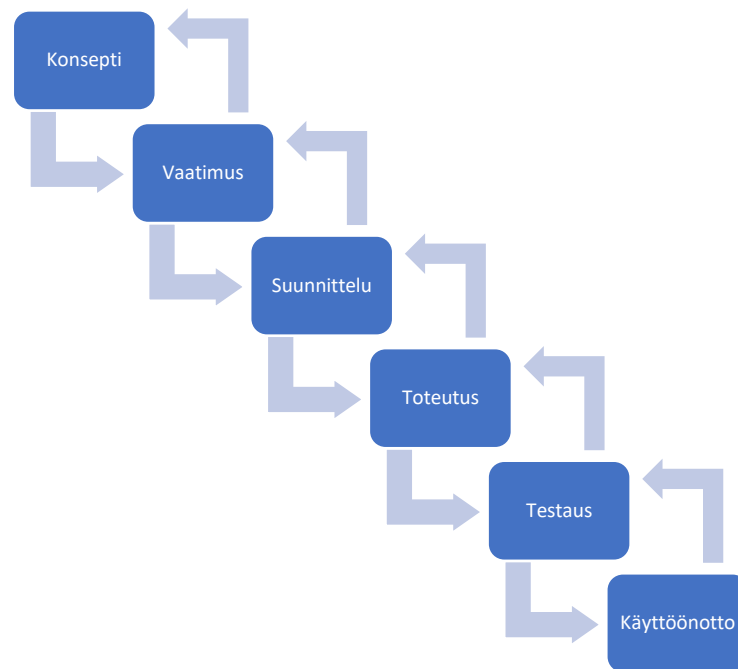 Konsepti
Vaatimus
Suunnittelu
Toteutus
Testaus
Käyttöönotto